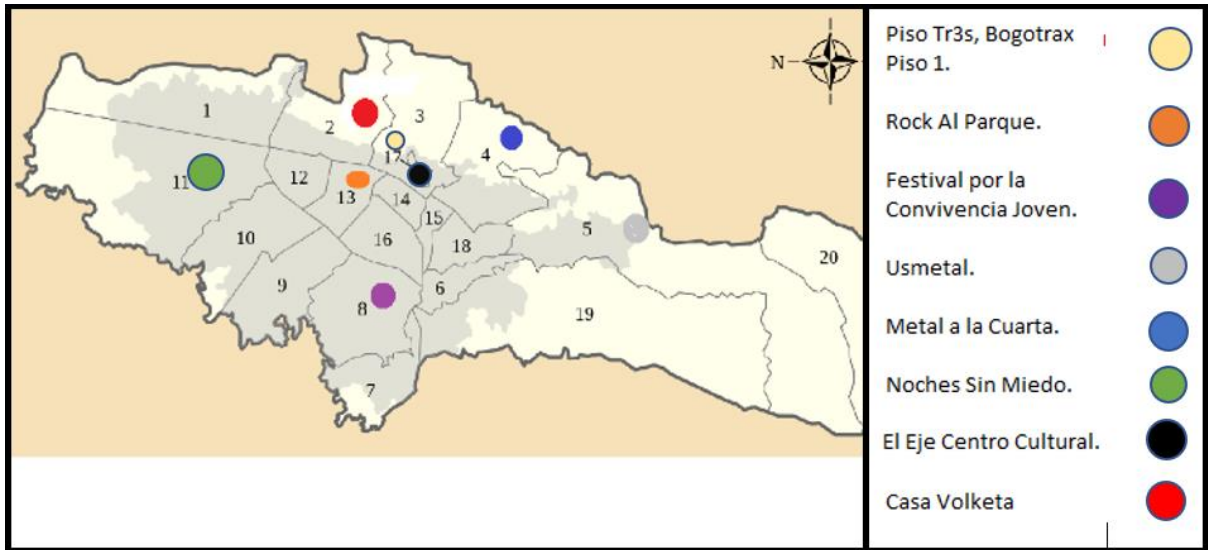 N
1
2
3
4
17
11
12
13
14
15
5
10
16
18
20
9
6
8
19
7
Piso Tr3s, Bogotrax
Piso 1.
Rock Al Parque.
Festival por la
Convivencia Joven.
Usmetal.
Metal a la Cuarta.
Noches Sin Miedo.
El Eje Centro Cultural.
Casa Volketa